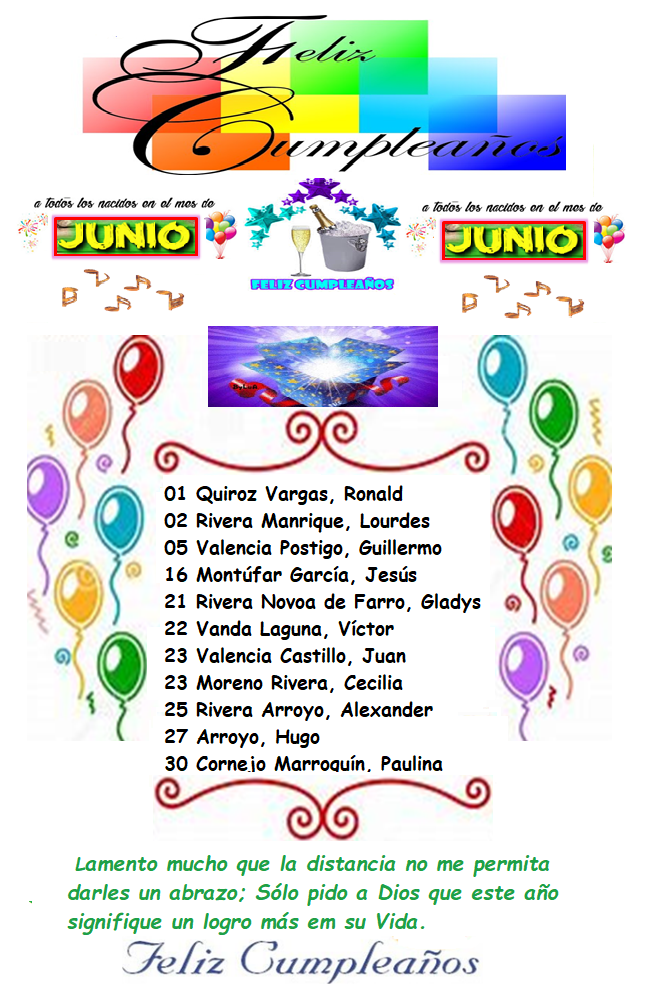 Feliz
Cumpleaños
a Todos los nacidos en el mes de
JUNIO
FELIZ CUMPLEAÑOS
a Todos los nacidos en el mes de
JUNIO
01 Quiroz Vargas, Ronald
02 Rivera Manrique, Lourdes
05 Valencia Postigo, Guillermo
16 Montúfar García, Jesús
21 Rivera Novoa de Farro, Gladys
22 Vanda Laguna, Víctor
23 Valencia Castillo, Juan
23 Moreno Rivera, Cecilia
25 Rivera Arroyo, Alexander
27 Arroyo, Hugo
30 Cornejo Marroquín, Paulina
Lamento mucho que la distancia no me permita
darles un abrazo; Sólo pido a Dios que este año
signifique un logro más em su Vida.
Feliz Cumpleaños